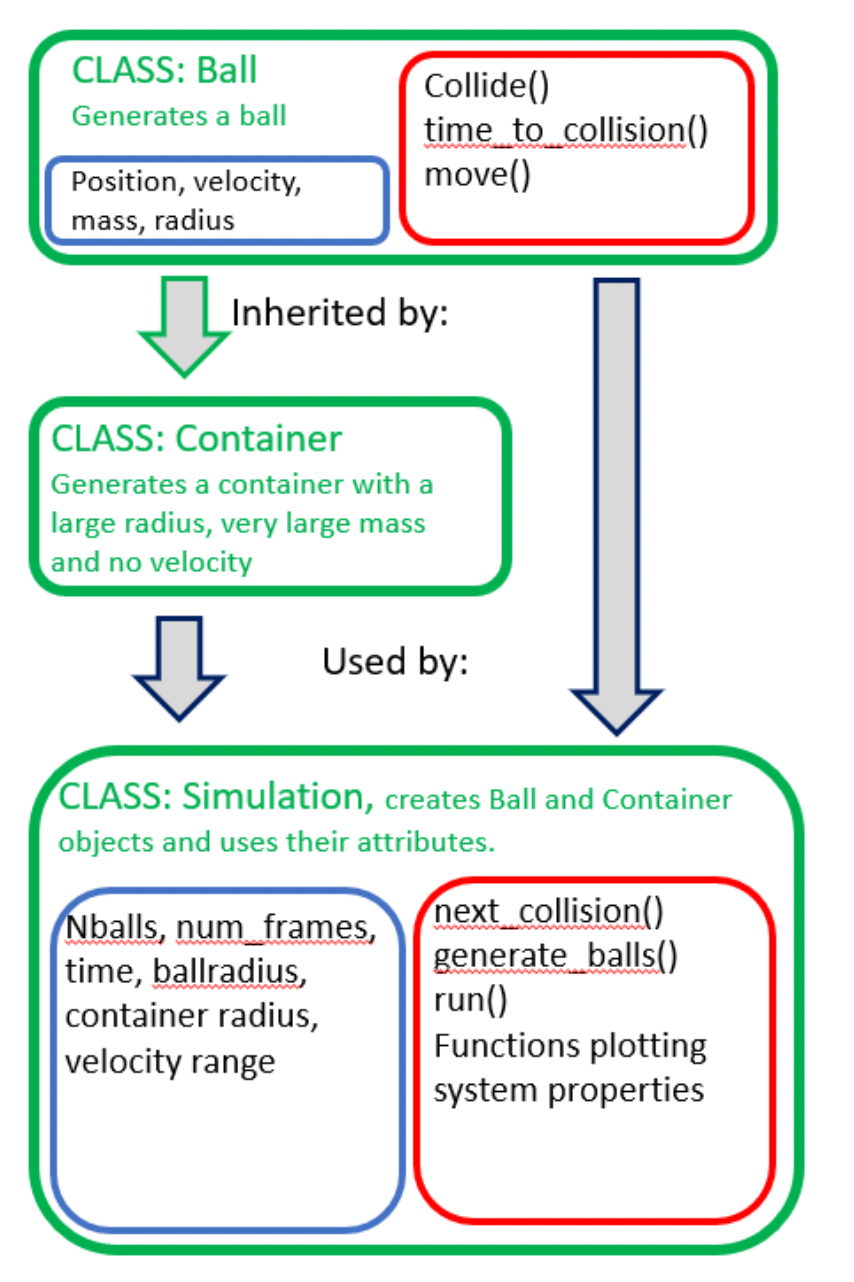 CLASS: Ball
Generates a ball
Position, velocity,
mass, radius
Collide()
time_to_collision()
move()
Inherited by:
CLASS: Container
Generates a container with a
large radius, very large mass
and no velocity
Used by:
CLASS: Simulation, creates Ball and Container
objects and uses their attributes.
Nballs, num_frames,
time, ballradius,
container radius,
velocity range
next_collision()
generate_balls()
run()
Functions plotting
system properties